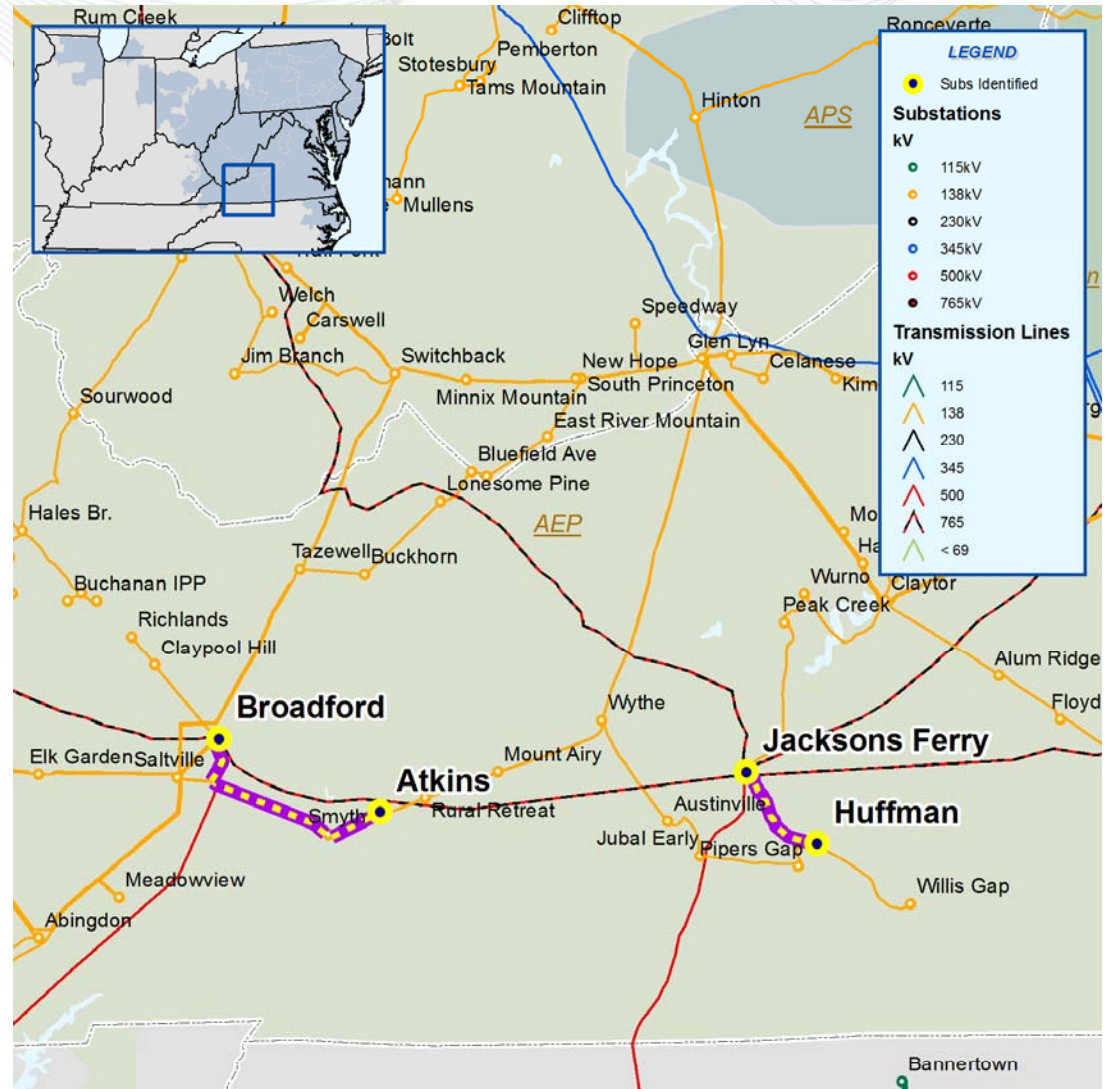 Rum Creek
Bolt
Clifftop
Pemberton
Stotesbury
Tams Mountain
Ronceverte
Hinton
APS
Mullens
LEGEND
Subs Identified
Substations
kV
115kV
138kV
230kV
345kV
500kV
765kV
Transmission Lines
kV
115
138
230
345
500
765
< 69
Welch
Carswell
Jim Branch
Switchback
Speedway
Glen Lyn
New Hope
Celanese
Minnix Mountain
South Princeton
Sourwood
East River Mountain
Bluefield Ave
Lonesome Pine
Hales Br.
AEP
Tazewell
Buckhorn
Wurno
Claytor
Buchanan IPP
Peak Creek
Richlands
Claypool Hill
Alum Ridge
Broadford
Wythe
Floyd
Jacksons Ferry
Elk Garden
Saltville
Mount Airy
Atkins
Smyth
Rural Retreat
Austinville
Huffman
Jubal Early
Pipers Gap
Meadowview
Willis Gap
Abingdon
Bannertown